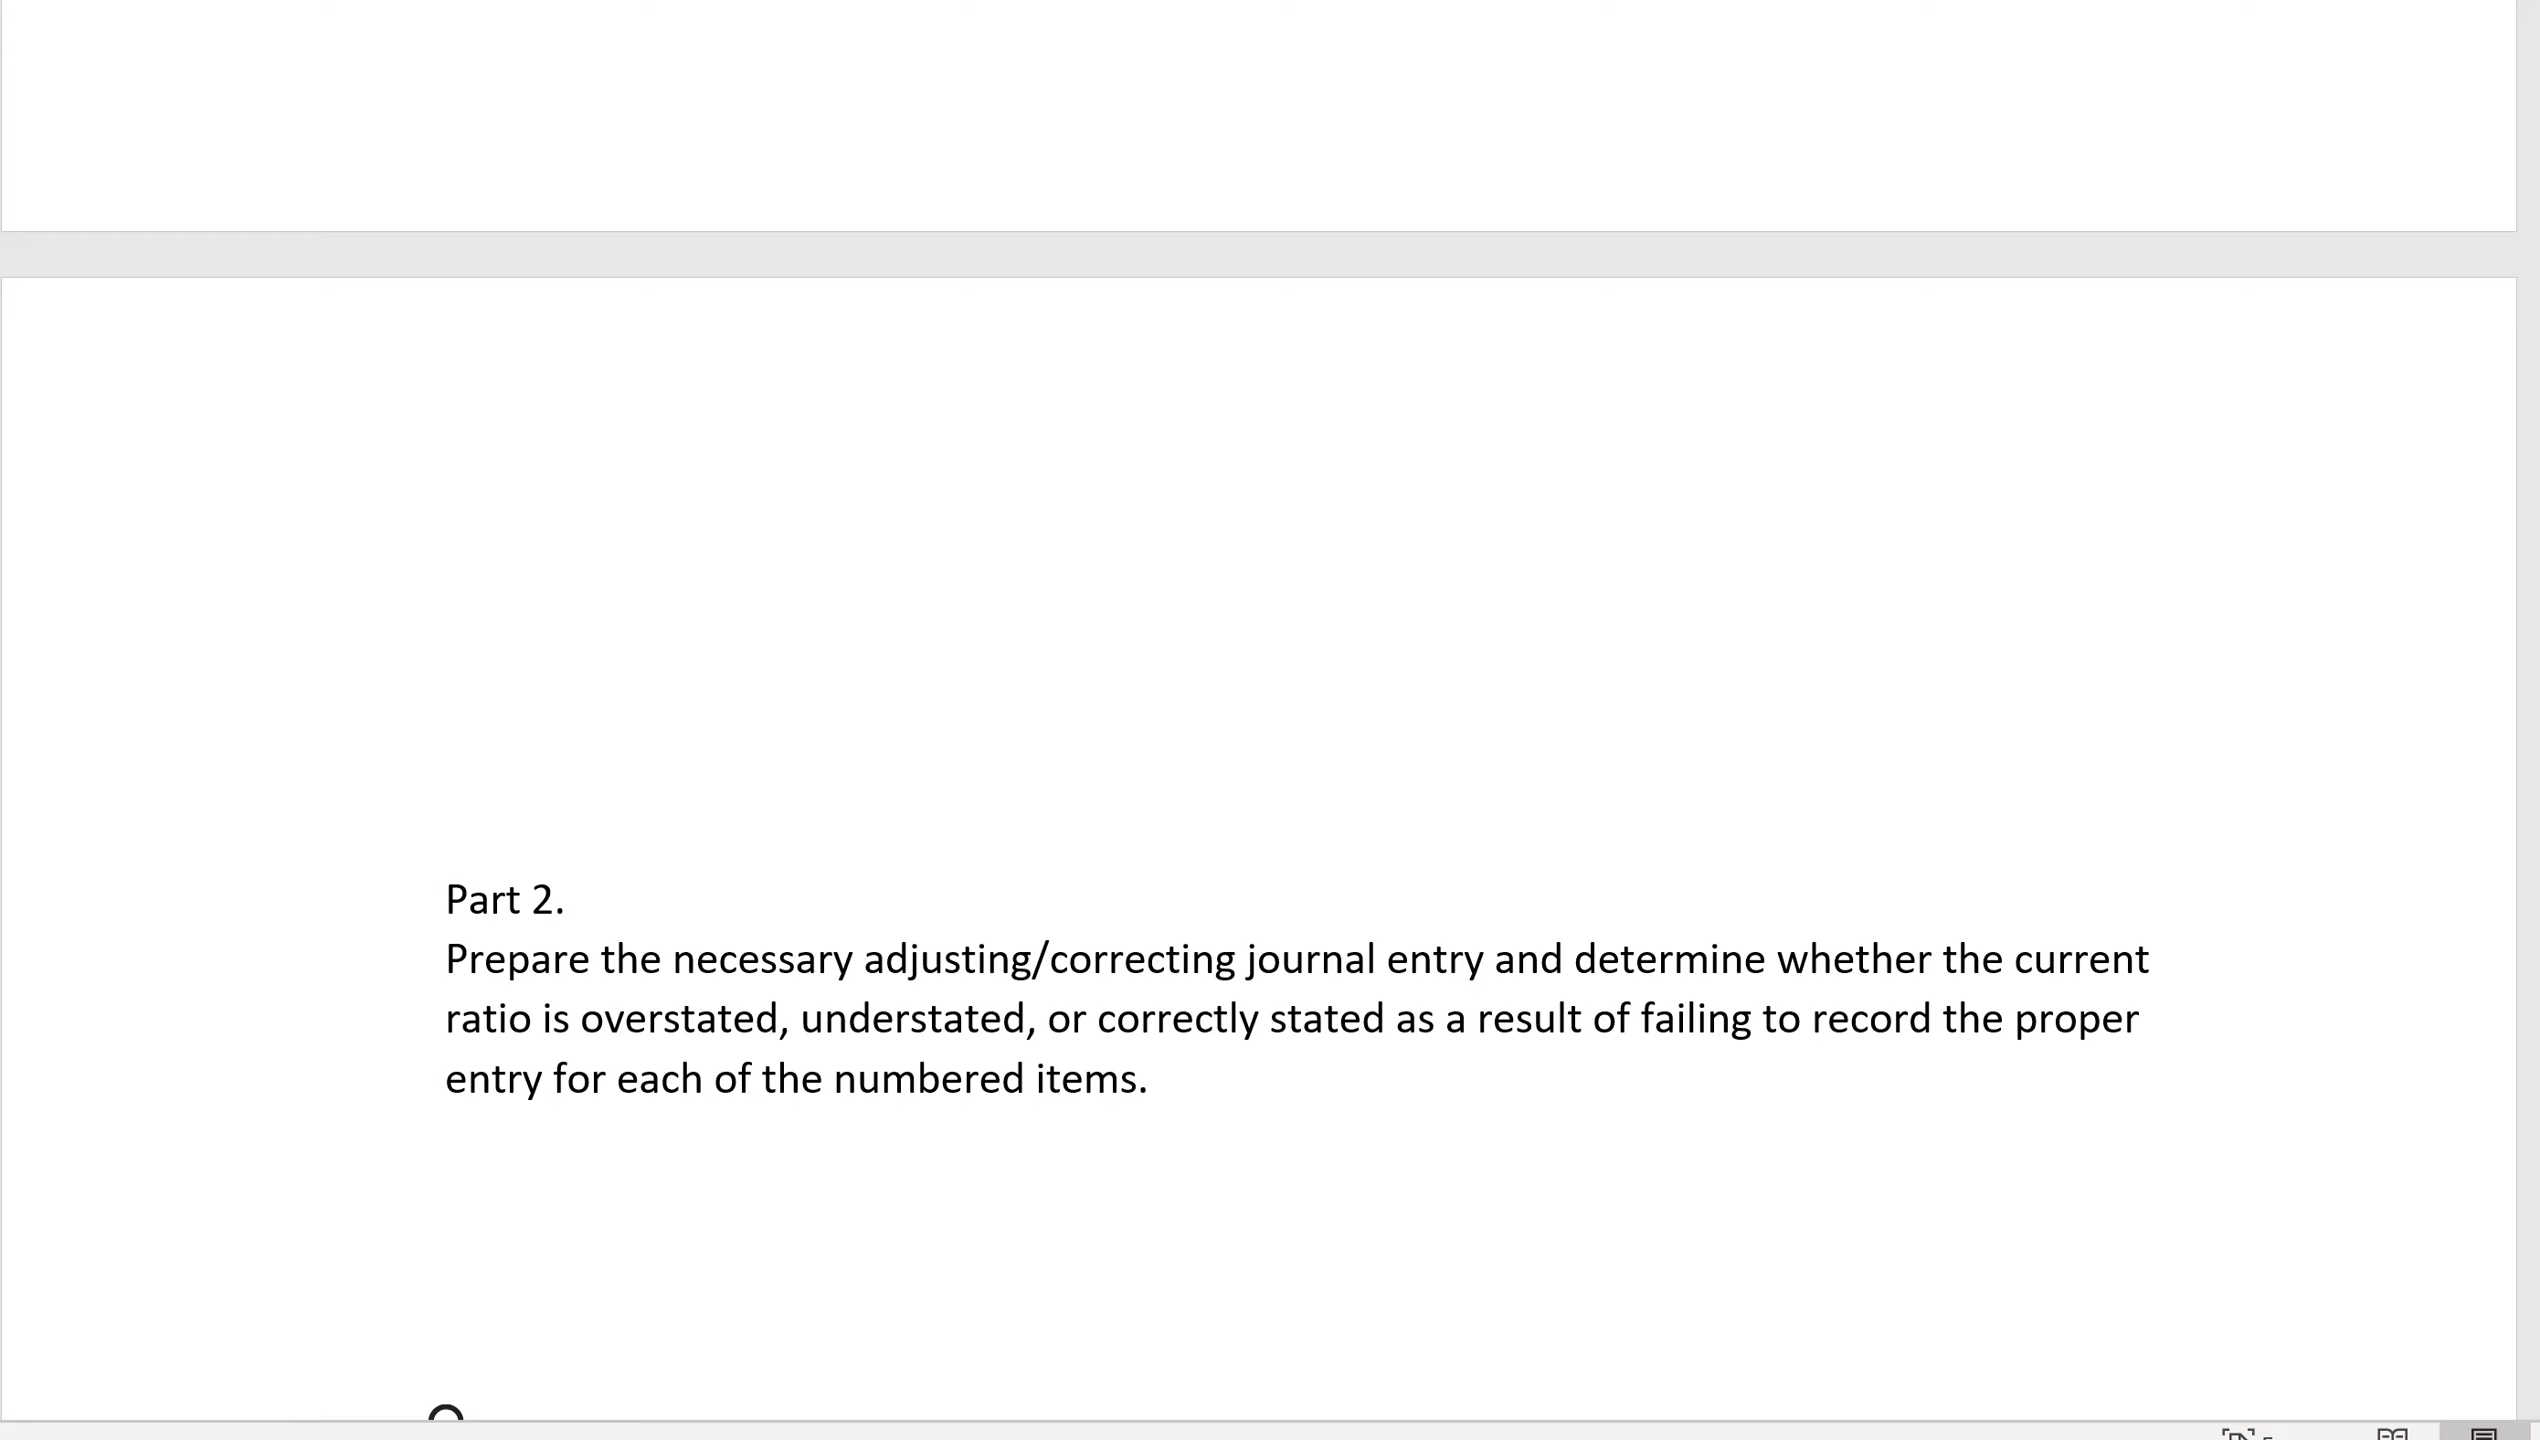 Part 2.
Prepare the necessary adjusting/correcting journal entry and determine whether the current
ratio is overstated, understated, or correctly stated as a result of failing to record the proper
entry for each of the numbered items.